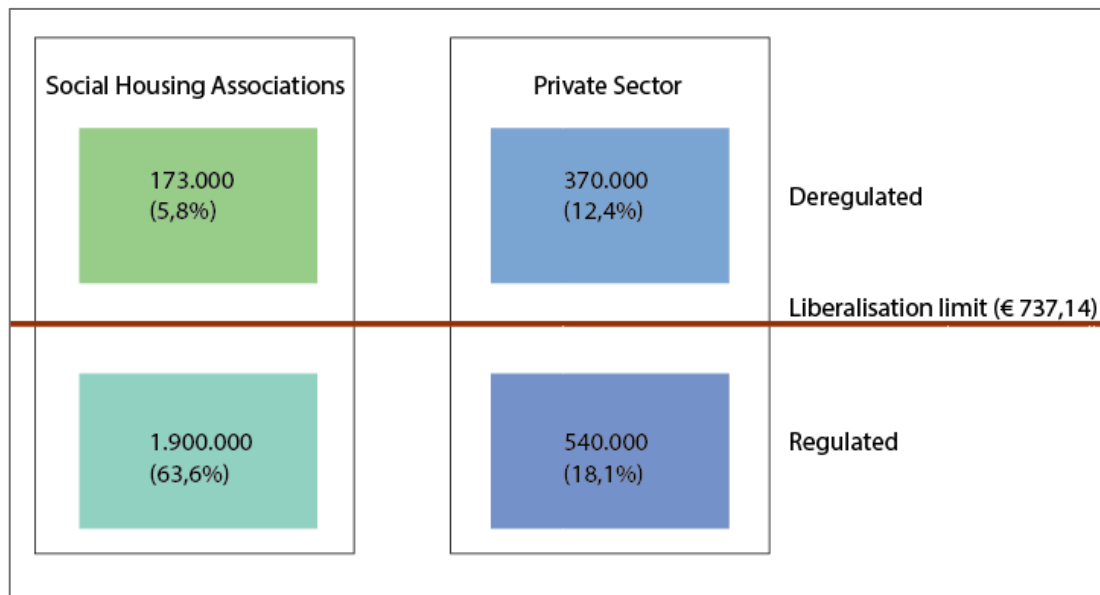 Social Housing Associations
Private Sector
173.000
(5,8%)
370.000
(12,4%)
Deregulated
Liberalisation limit (€ 737,14)
1.900.000
(63,6%)
540.000
(18,1%)
Regulated